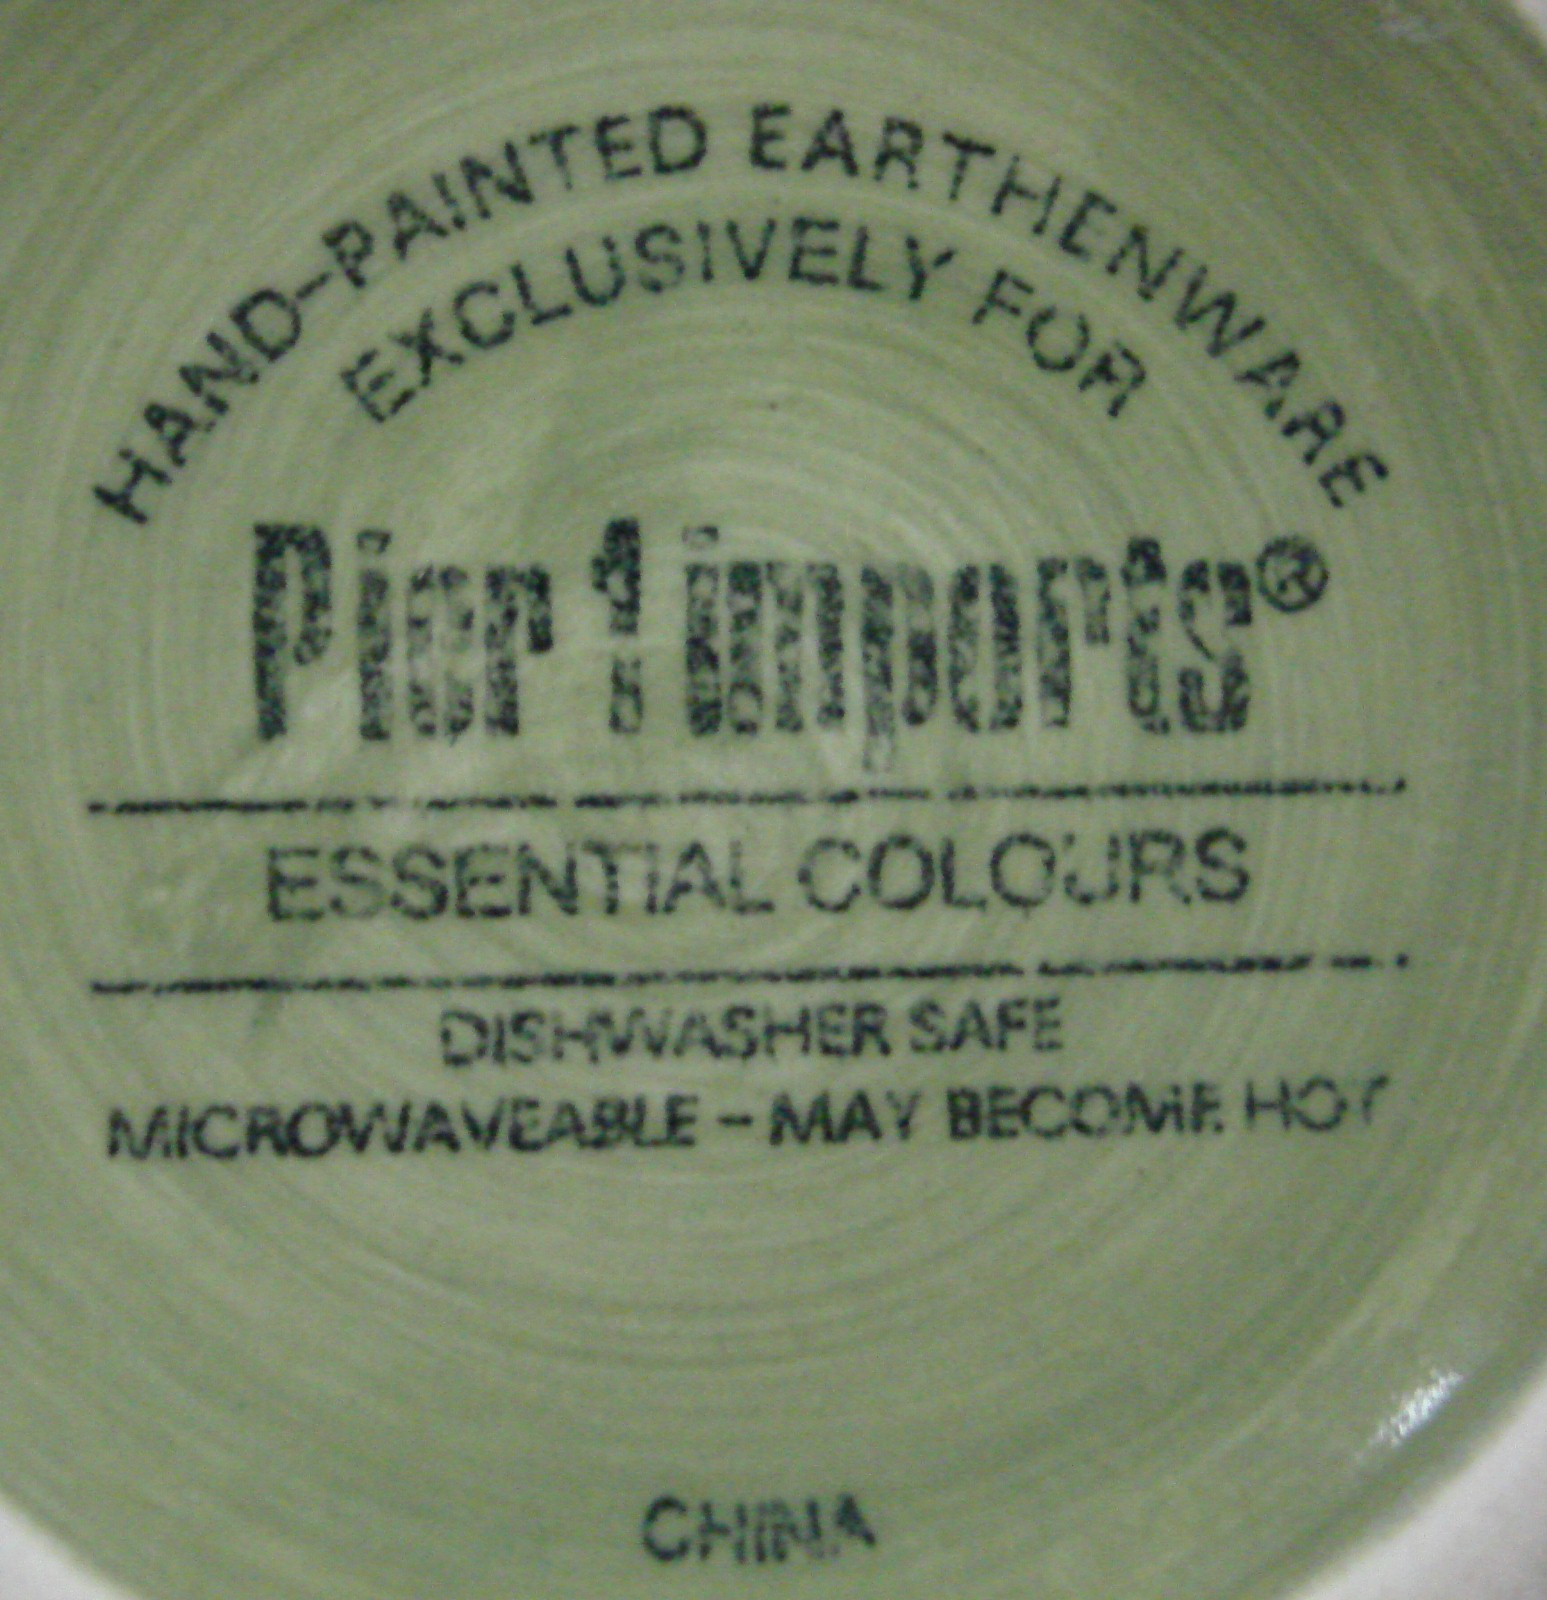 HAND-PAINTED EARTHENWARE
EXCLUSIVELY FOR
Pier 1 imports®
ESSENTIAL COLOURS
DISHWASHER SAFE
MICROWAVEABLE - MAY BECOME HOT
CHINA